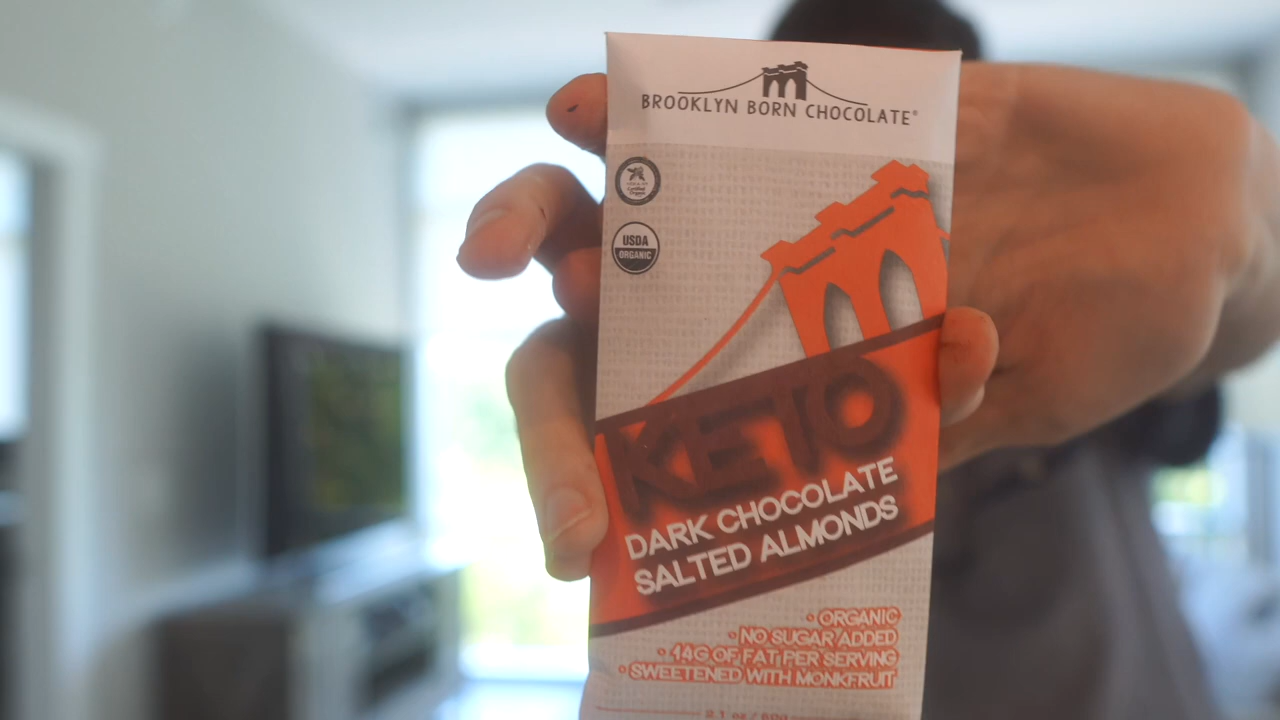 BROOKLYN BORN CHOCOLATE®
USDA
ORGANIC
KETO
DARK CHOCOLATE
SALTED ALMONDS
• ORGANIC
• NO SUGAR ADDED
• 14G OF FAT PER SERVING
• SWEETENED WITH MONKFRUIT